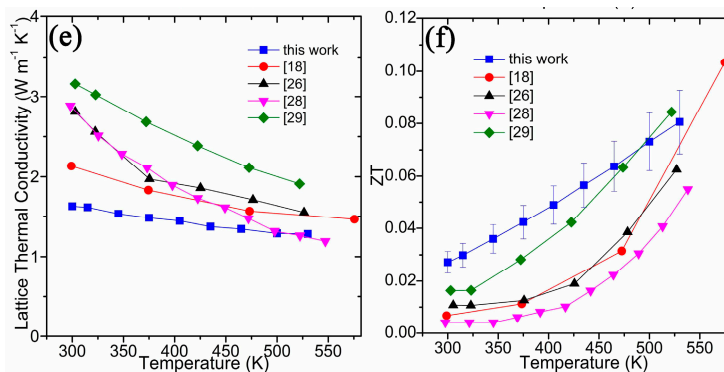 (e)
4
3
2
1
0
Lattice Thermal Conductivity (W m⁻¹ K⁻¹)
this work
[18]
[26]
[28]
[29]
300 350 400 450 500 550
Temperature (K)
(f)
0.12
0.10
0.08
0.06
0.04
0.02
0.00
ZT
this work
[18]
[26]
[28]
[29]
300 350 400 450 500 550
Temperature (K)